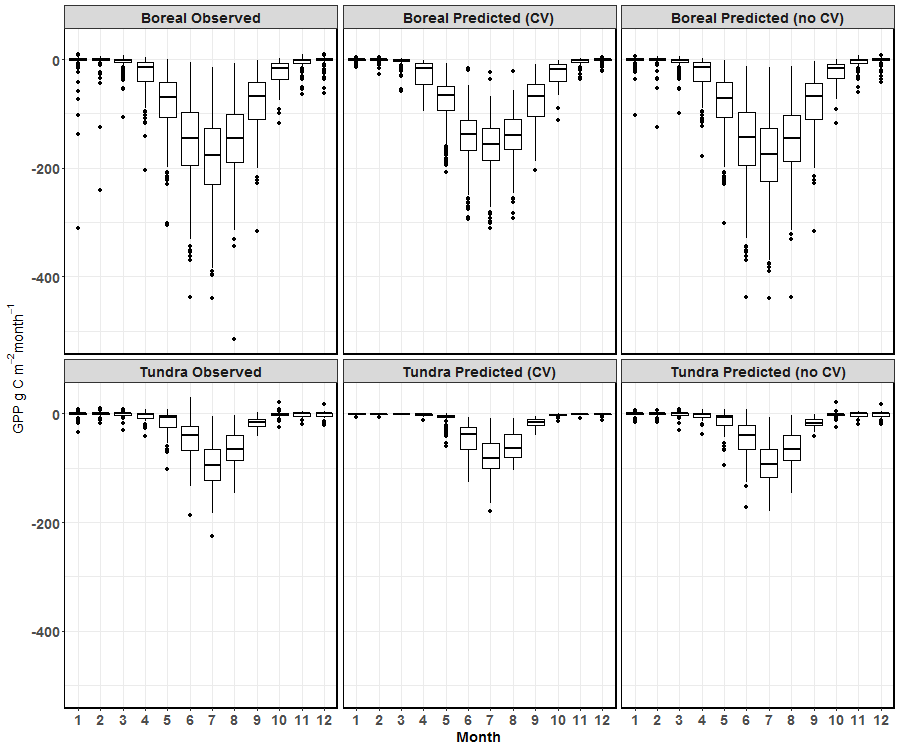 Boreal Observed Boreal Predicted (CV) Boreal Predicted (no CV)
0
-200
-400
Tundra Observed Tundra Predicted (CV) Tundra Predicted (no CV)
0
-200
-400
GPP g C m−2month−1
1 2 3 4 5 6 7 8 9 10 11 12 1 2 3 4 5 6 7 8 9 10 11 12 1 2 3 4 5 6 7 8 9 10 11 12
Month